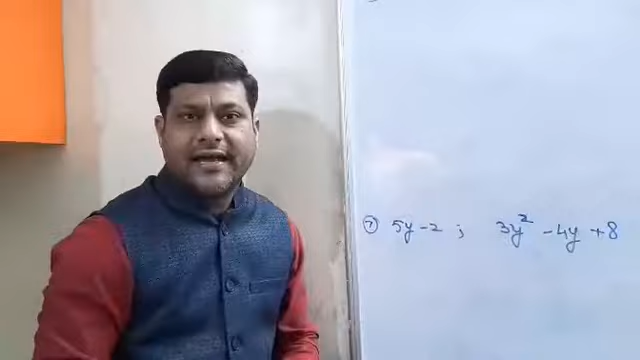 ⑦ 5y - 2 ; 3y² - 4y + 8